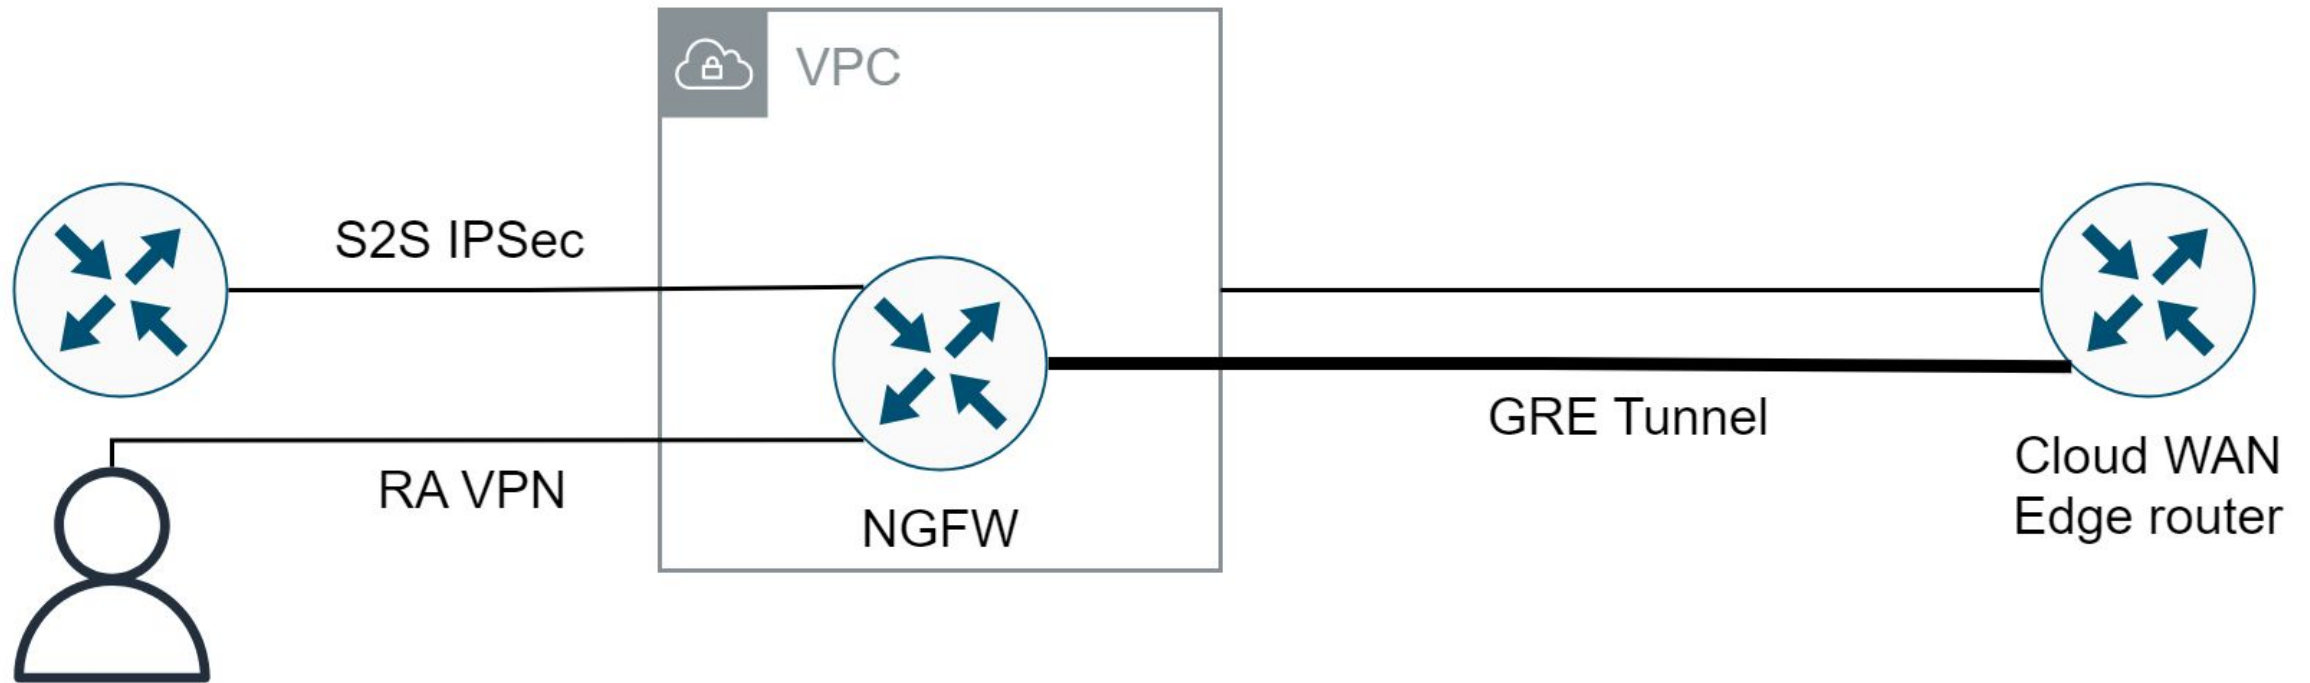 VPC
S2S IPSec
RA VPN
NGFW
GRE Tunnel
Cloud WAN
Edge router